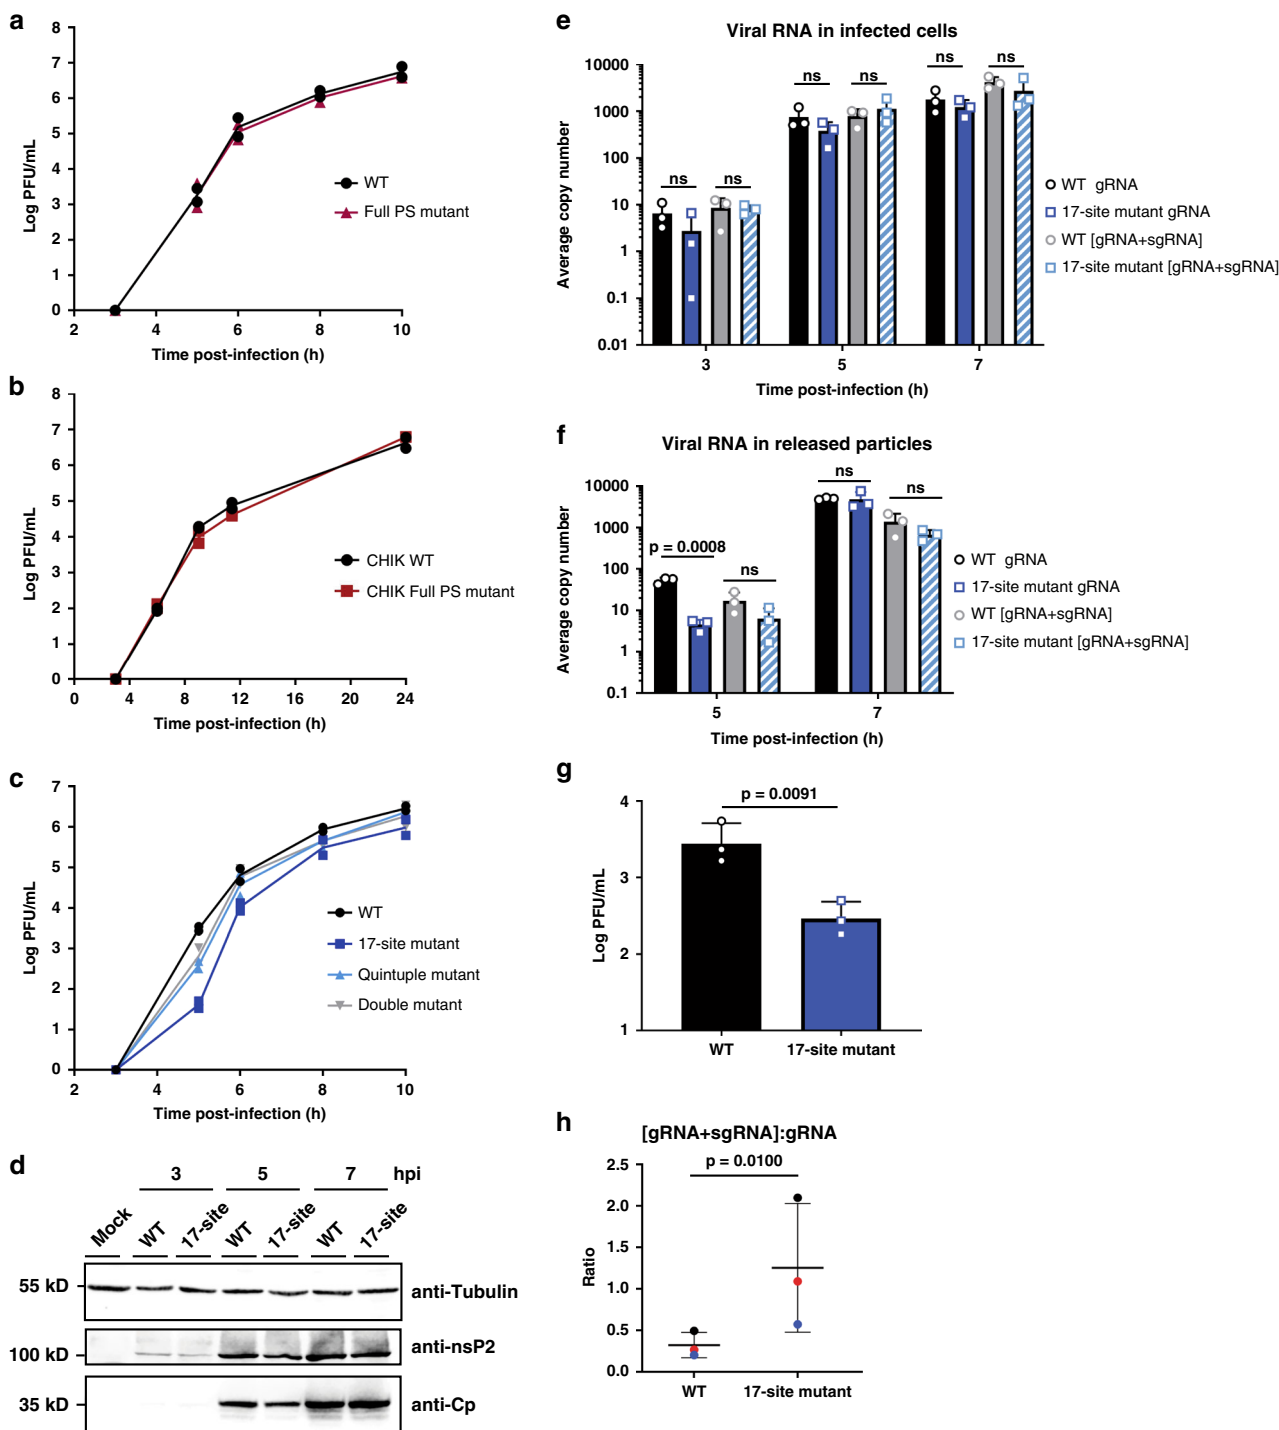 a
8
7
6
5
4
3
2
1
0
Log PFU/mL
2 4 6 8 10
Time post-infection (h)
WT
Full PS mutant
b
8
7
6
5
4
3
2
1
0
Log PFU/mL
0 4 8 12 16 20 24
Time post-infection (h)
CHIK WT
CHIK Full PS mutant
c
7
6
5
4
3
2
1
0
Log PFU/mL
2 4 6 8 10
Time post-infection (h)
WT
17-site mutant
Quintuple mutant
Double mutant
d
3 5 7 hpi
Mock WT 17-site WT 17-site WT 17-site
55 kD anti-Tubulin
100 kD anti-nsP2
35 kD anti-Cp
e
Viral RNA in infected cells
10000
1000
100
10
1
0.1
0.01
Average copy number
ns ns ns ns ns ns
3 5 7
Time post-infection (h)
WT gRNA
17-site mutant gRNA
WT [gRNA+sgRNA]
17-site mutant [gRNA+sgRNA]
f
Viral RNA in released particles
10000
1000
100
10
1
0.1
Average copy number
p = 0.0008 ns ns ns
5 7
Time post-infection (h)
WT gRNA
17-site mutant gRNA
WT [gRNA+sgRNA]
17-site mutant [gRNA+sgRNA]
g
4
3
2
1
Log PFU/mL
p = 0.0091
WT 17-site mutant
h
[gRNA+sgRNA]:gRNA
2.5
2.0
1.5
1.0
0.5
0.0
Ratio
p = 0.0100
WT 17-site mutant